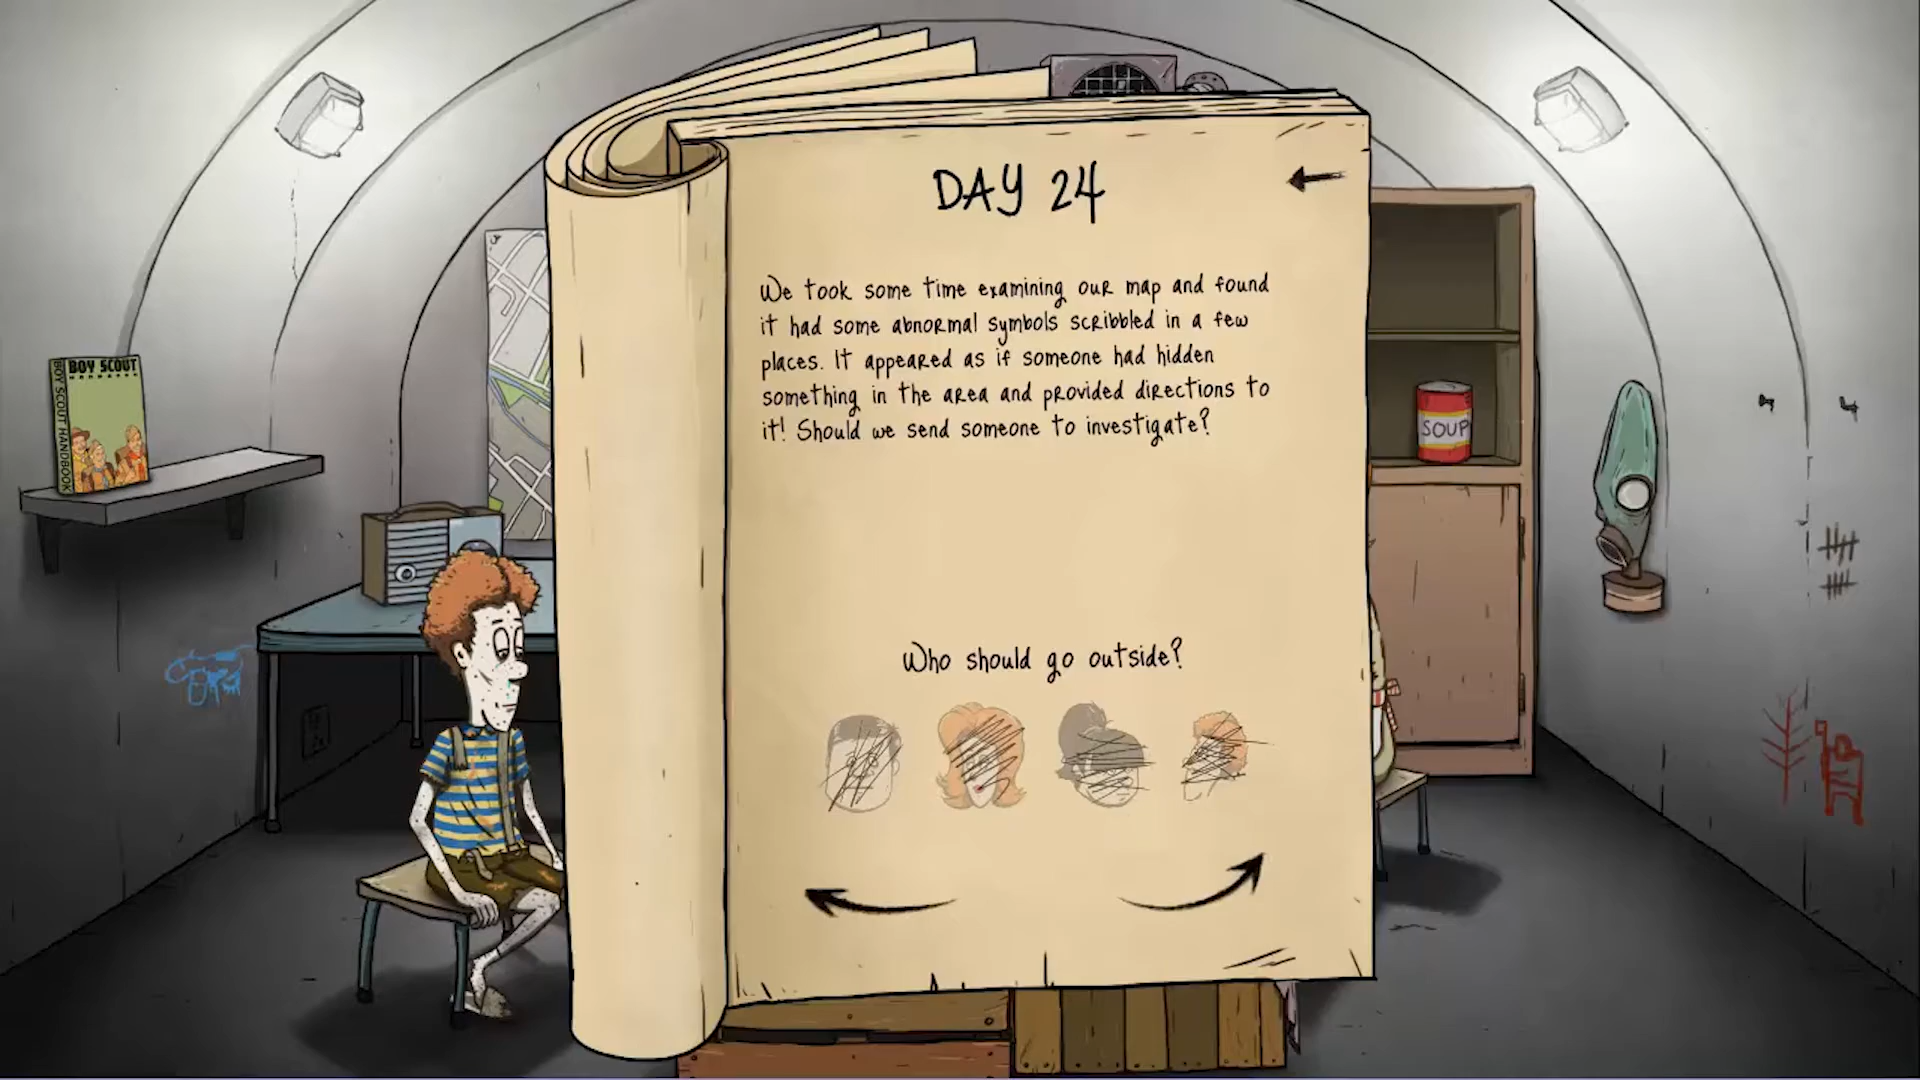 DAY 24
We took some time examining our map and found
it had some abnormal symbols scribbled in a few
places. It appeared as if someone had hidden
something in the area and provided directions to
it! Should we send someone to investigate?
Who should go outside?
BOY SCOUT
BOY SCOUT HANDBOOK
SOUP